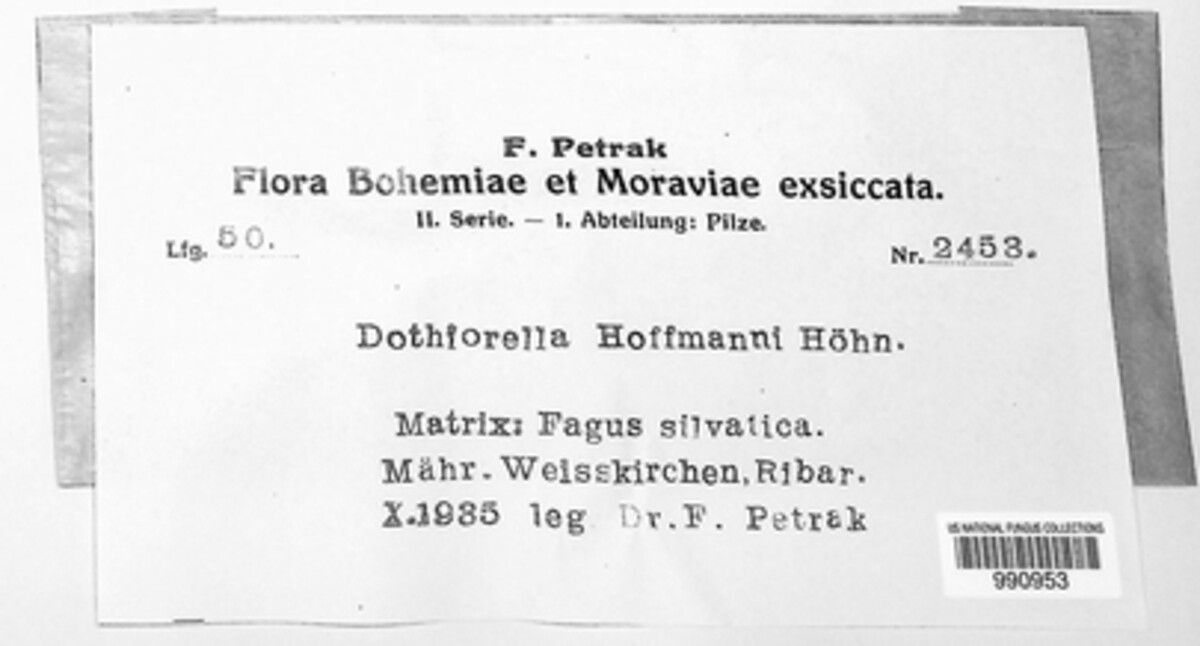 F. Petrak
Flora Bohemiae et Moraviae exsiccata.
II. Serie. — 1. Abteilung: Pilze.
Lfg. 50.
Nr. 2453.
Dothiorella Hoffmanni Höhn.
Matrix: Fagus silvatica.
Mähr. Weisskirchen, Ribar.
X.1935 leg Dr. F. Petrak
US NATIONAL FUNGUS COLLECTIONS
990953